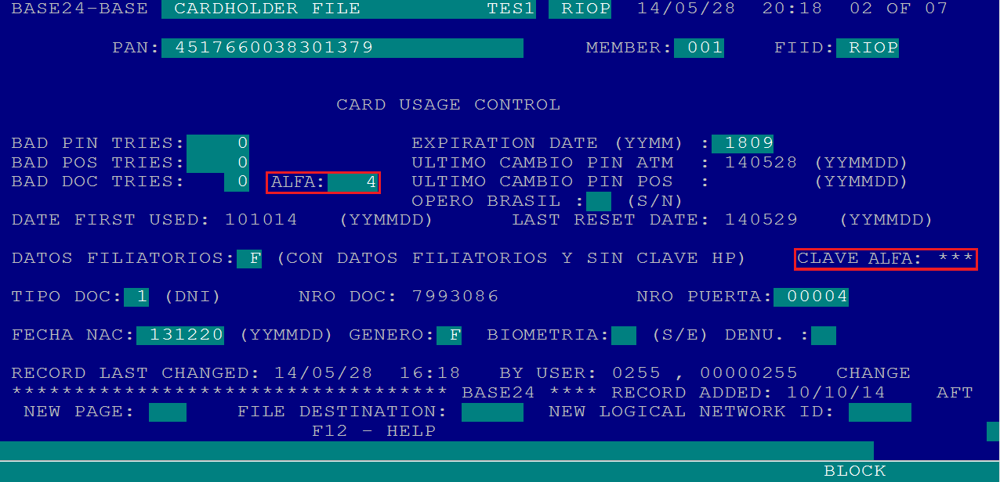 BASE24-BASE CARDHOLDER FILE TES1 RIOP 14/05/28 20:18 02 OF 07
PAN: 4517660038301379 MEMBER: 001 FIID: RIOP
CARD USAGE CONTROL
BAD PIN TRIES: 0 EXPIRATION DATE (YYMM) : 1809
BAD POS TRIES: 0 ULTIMO CAMBIO PIN ATM : 140528 (YYMMDD)
BAD DOC TRIES: 0 ALFA: 4 ULTIMO CAMBIO PIN POS : (YYMMDD)
OPERO BRASIL : (S/N)
DATE FIRST USED: 101014 (YYMMDD) LAST RESET DATE: 140529 (YYMMDD)
DATOS FILIATORIOS: F (CON DATOS FILIATORIOS Y SIN CLAVE HP) CLAVE ALFA: ***
TIPO DOC: 1 (DNI) NRO DOC: 7993086 NRO PUERTA: 00004
FECHA NAC: 131220 (YYMMDD) GENERO: F BIOMETRIA: (S/E) DENU. :
RECORD LAST CHANGED: 14/05/28 16:18 BY USER: 0255 , 00000255 CHANGE
*********************************** BASE24 **** RECORD ADDED: 10/10/14 AFT
NEW PAGE: FILE DESTINATION: NEW LOGICAL NETWORK ID:
F12 - HELP
BLOCK